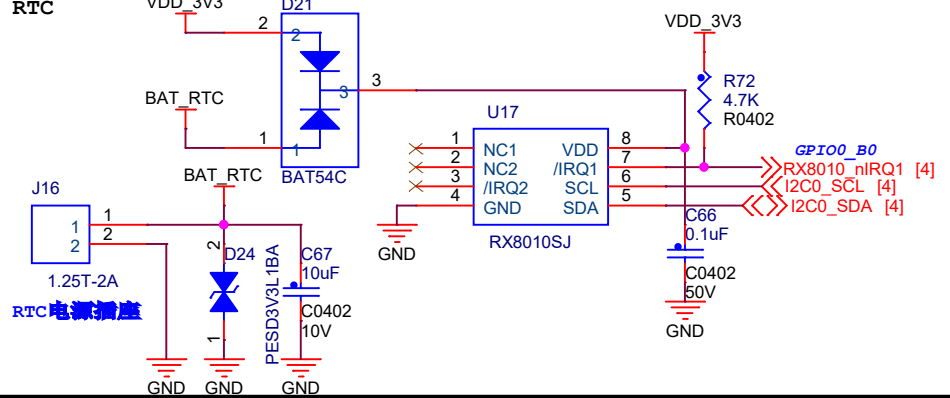 RTC
VDD_3V3
D21
2
2
3
3
BAT_RTC
1
1
BAT54C
VDD_3V3
R72
4.7K
R0402
U17
1
NC1
VDD
8
2
NC2
/IRQ1
7
3
/IRQ2
SCL
6
4
GND
SDA
5
RX8010SJ
GND
GPIO0_B0
RX8010_nIRQ1 [4]
I2C0_SCL [4]
I2C0_SDA [4]
C66
0.1uF
C0402
50V
GND
J16
1
1
2
2
1.25T-2A
RTC电源插座
BAT_RTC
2
D24
1
PESD3V3L1BA
C67
10uF
C0402
10V
GND
GND
GND